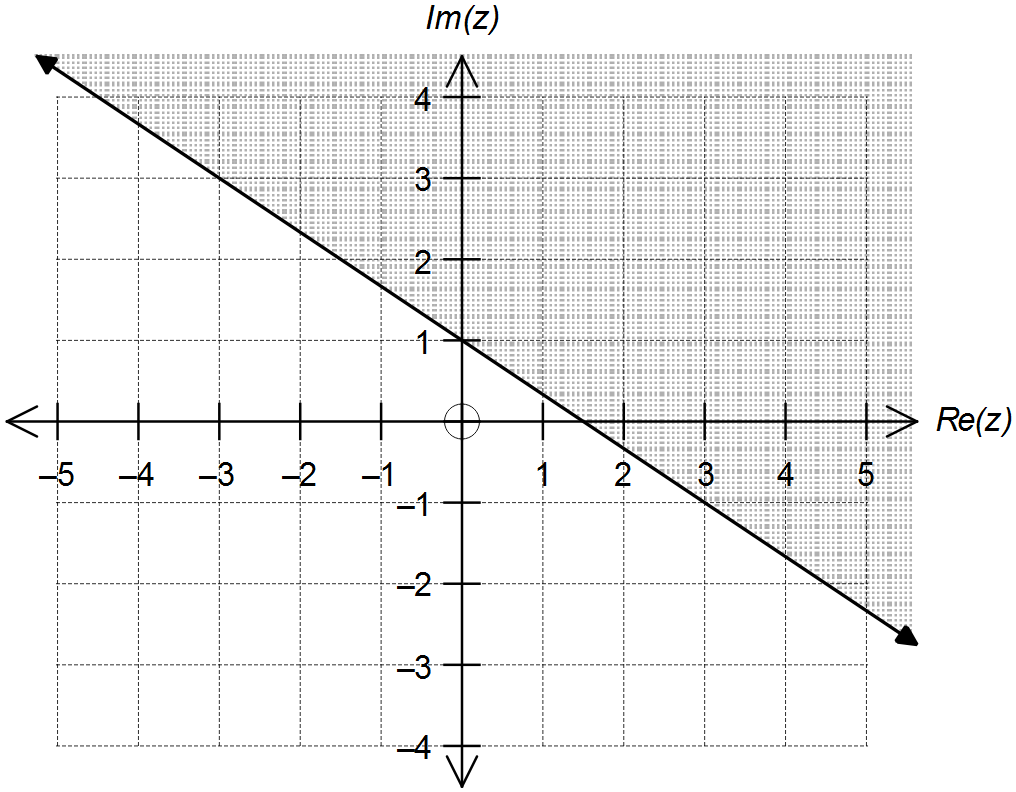 Im(z)
4
3
2
1
Re(z)
–5 –4 –3 –2 –1 1 2 3 4 5
–1
–2
–3
–4